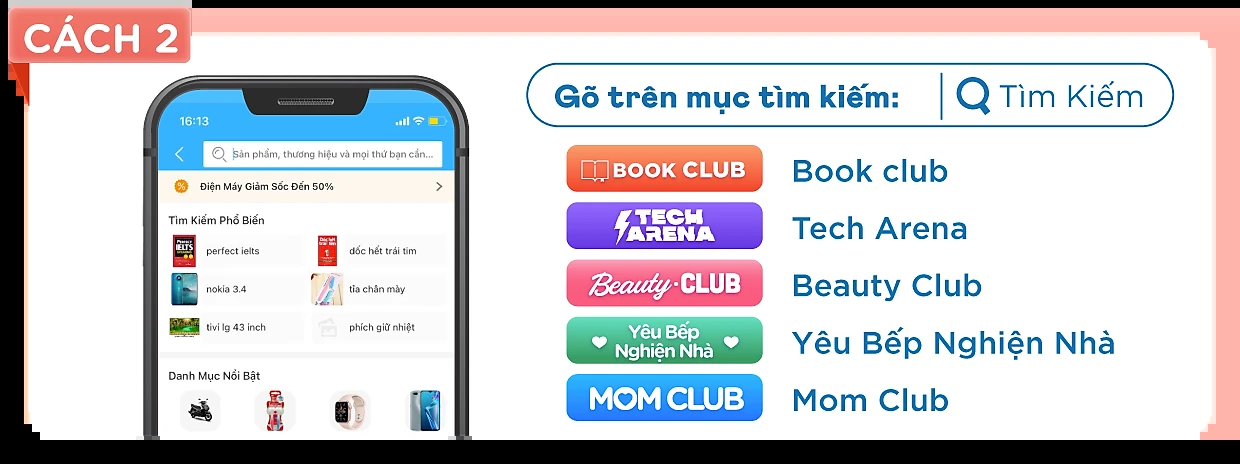 CÁCH 2
16:13
Sản phẩm, thương hiệu và mọi thứ bạn cần...
Điện Máy Giảm Sốc Đến 50%
Tìm Kiếm Phổ Biến
perfect ielts
dốc hết trái tim
nokia 3.4
tỉa chân mày
tivi lg 43 inch
phích giữ nhiệt
Danh Mục Nổi Bật
Gõ trên mục tìm kiếm:
Tìm Kiếm
BOOK CLUB
Book club
TECH ARENA
Tech Arena
Beauty·CLUB
Beauty Club
Yêu Bếp
Nghiện Nhà
Yêu Bếp Nghiện Nhà
MOM CLUB
Mom Club